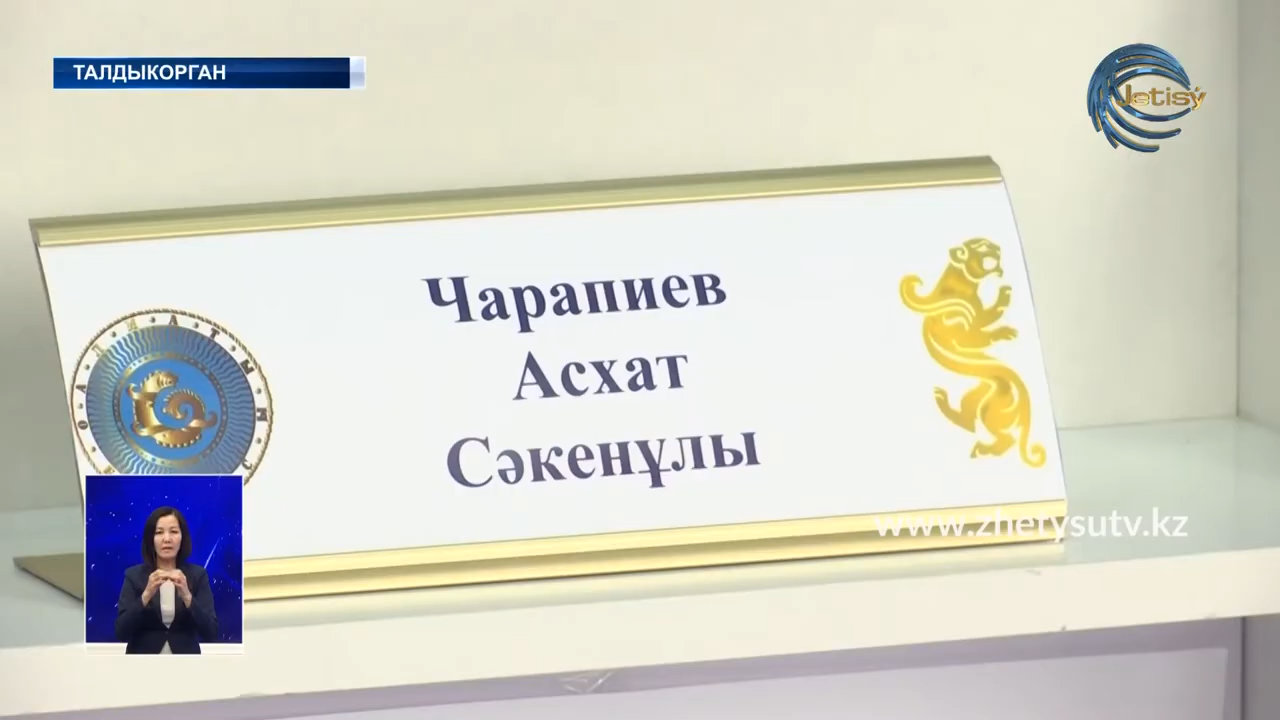 ТАЛДЫКОРГАН
Jetisý
Чарапиев
Асхат
Сәкенұлы
www.zherysutv.kz